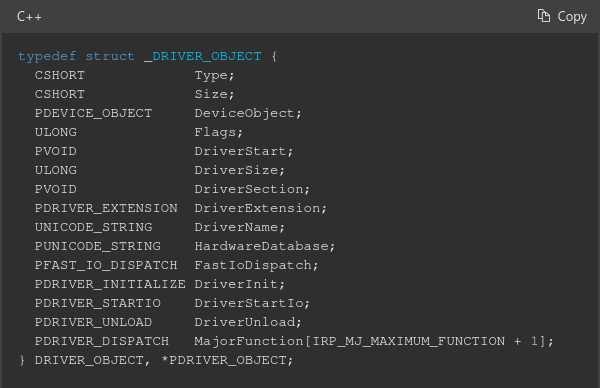 C++ Copy
typedef struct _DRIVER_OBJECT {
  CSHORT             Type;
  CSHORT             Size;
  PDEVICE_OBJECT     DeviceObject;
  ULONG              Flags;
  PVOID              DriverStart;
  ULONG              DriverSize;
  PVOID              DriverSection;
  PDRIVER_EXTENSION  DriverExtension;
  UNICODE_STRING     DriverName;
  PUNICODE_STRING    HardwareDatabase;
  PFAST_IO_DISPATCH  FastIoDispatch;
  PDRIVER_INITIALIZE DriverInit;
  PDRIVER_STARTIO    DriverStartIo;
  PDRIVER_UNLOAD     DriverUnload;
  PDRIVER_DISPATCH   MajorFunction[IRP_MJ_MAXIMUM_FUNCTION + 1];
} DRIVER_OBJECT, *PDRIVER_OBJECT;